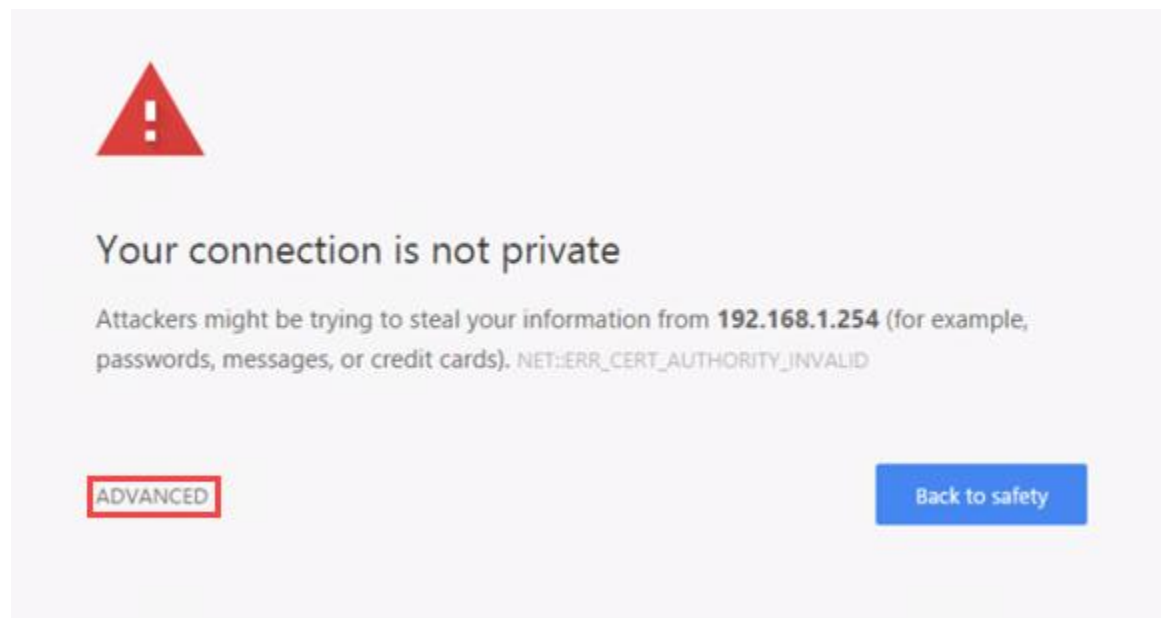 Your connection is not private
Attackers might be trying to steal your information from 192.168.1.254 (for example,
passwords, messages, or credit cards). NET::ERR_CERT_AUTHORITY_INVALID
ADVANCED
Back to safety